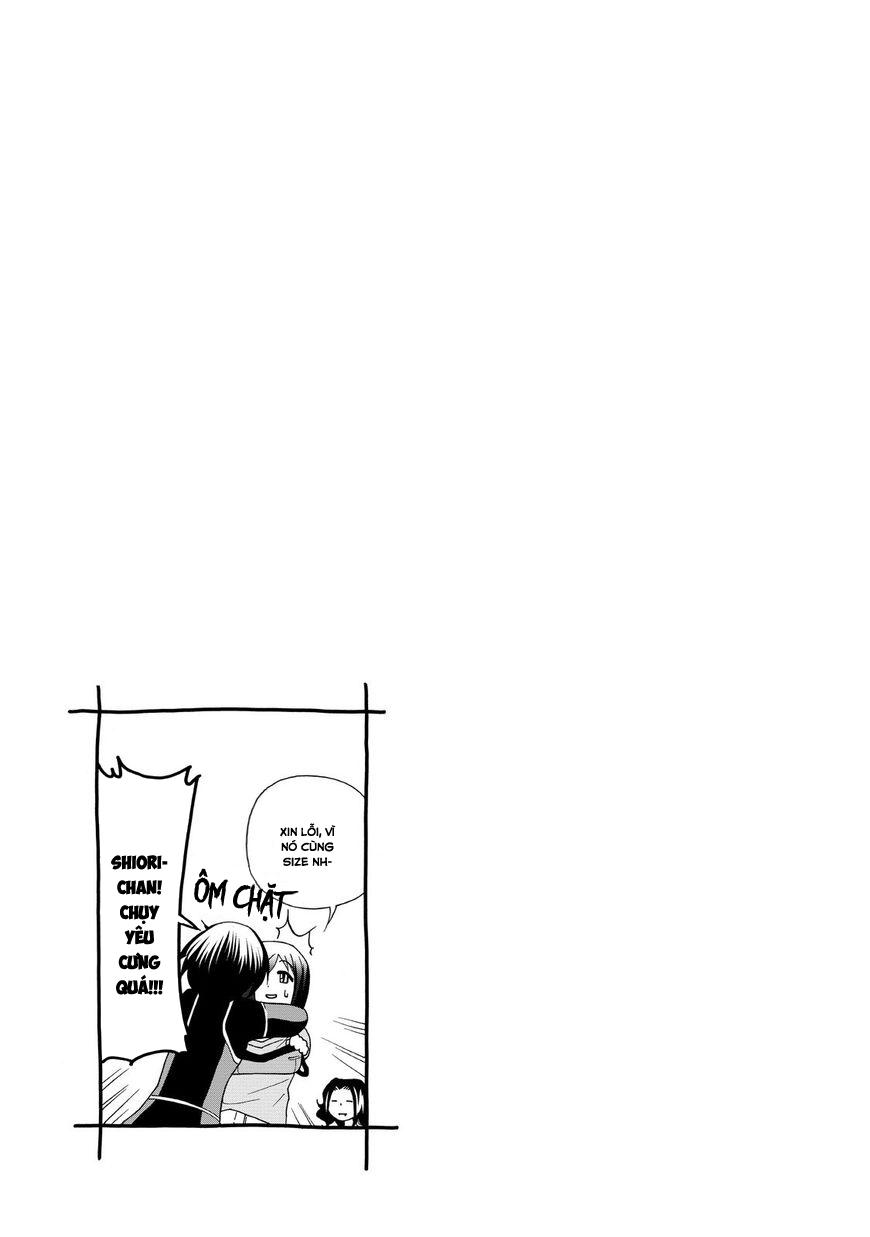 XIN LỖI, VÌ
NÓ CÙNG
SIZE NH-
ÔM CHẶT
SHIORI-
CHAN!
CHỤY
YÊU
CƯNG
QUÁ!!!